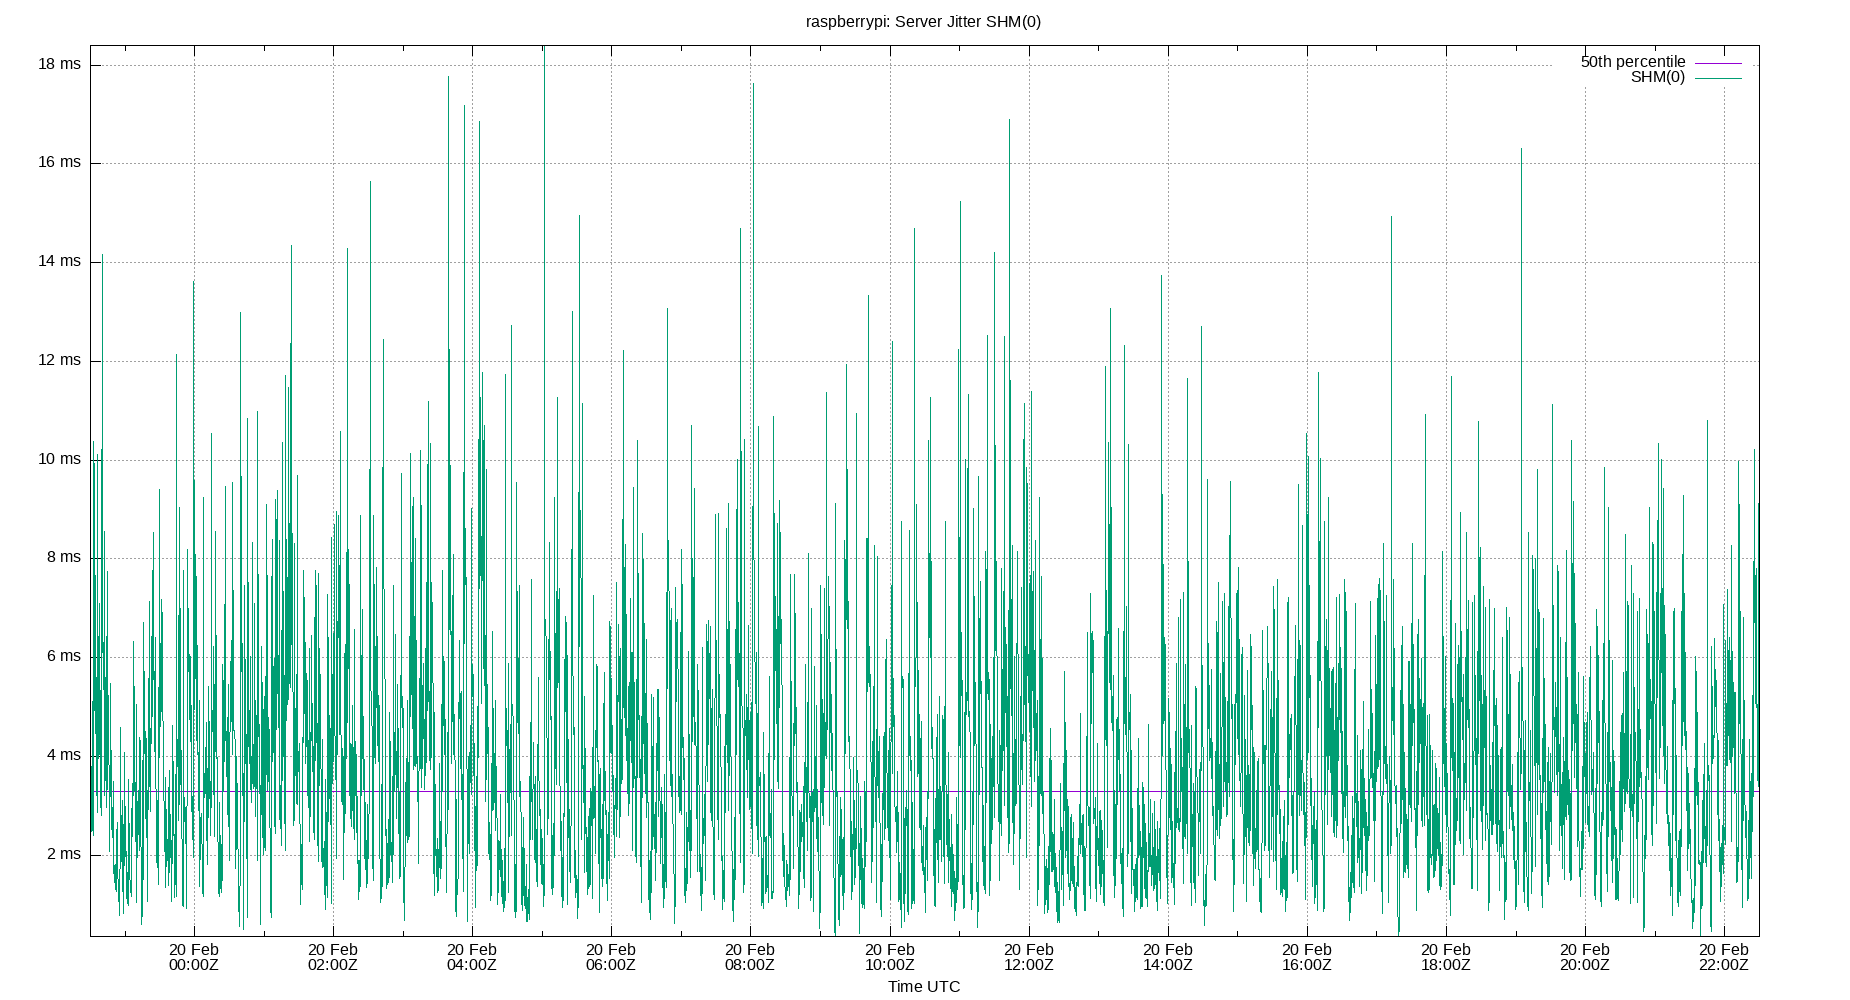 raspberrypi: Server Jitter SHM(0)
50th percentile
SHM(0)
18 ms
16 ms
14 ms
12 ms
10 ms
8 ms
6 ms
4 ms
2 ms
20 Feb 20 Feb 20 Feb 20 Feb 20 Feb 20 Feb 20 Feb 20 Feb 20 Feb 20 Feb 20 Feb 20 Feb
00:00Z 02:00Z 04:00Z 06:00Z 08:00Z 10:00Z 12:00Z 14:00Z 16:00Z 18:00Z 20:00Z 22:00Z
Time UTC